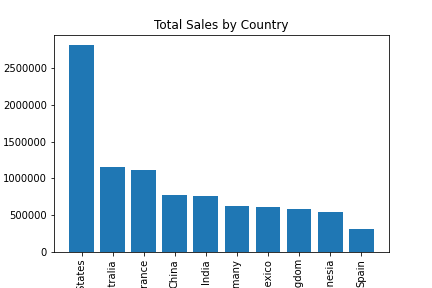 Total Sales by Country
2500000
2000000
1500000
1000000
500000
0
States
tralia
rance
China
India
many
exico
gdom
nesia
Spain